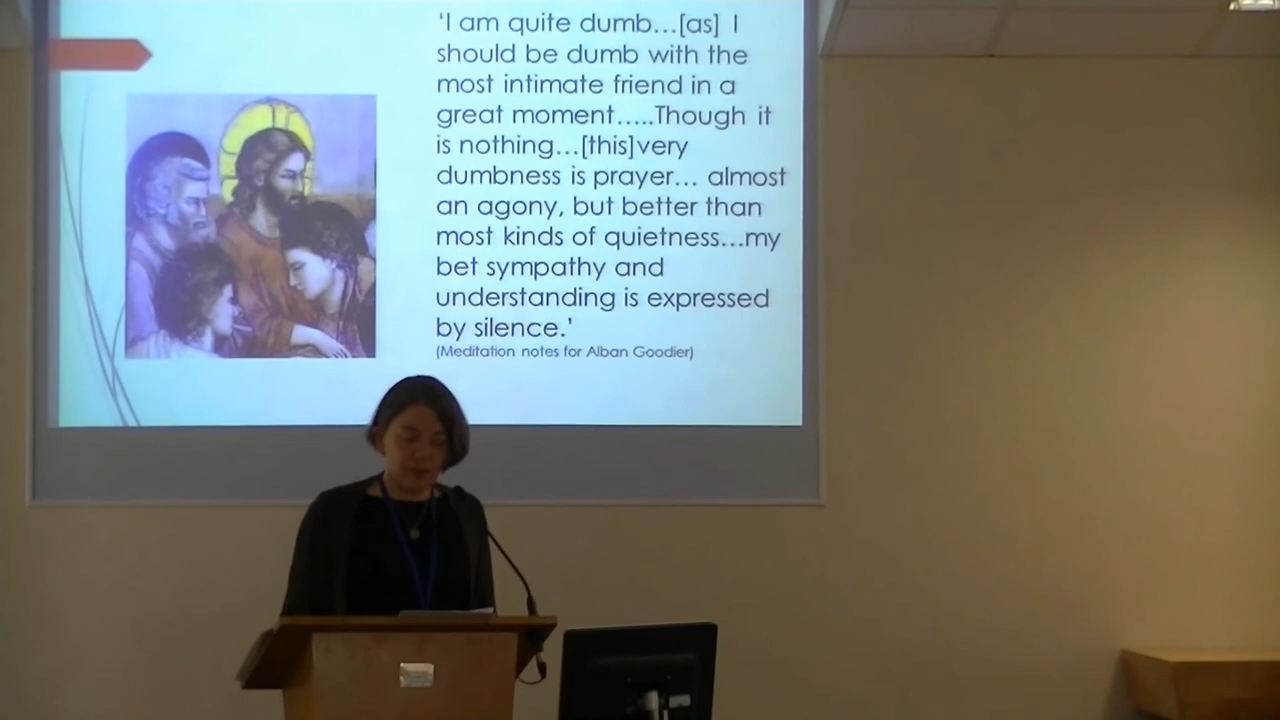 ‘I am quite dumb…[as] I
should be dumb with the
most intimate friend in a
great moment…..Though it
is nothing…[this]very
dumbness is prayer… almost
an agony, but better than
most kinds of quietness…my
bet sympathy and
understanding is expressed
by silence.’
(Meditation notes for Alban Goodier)